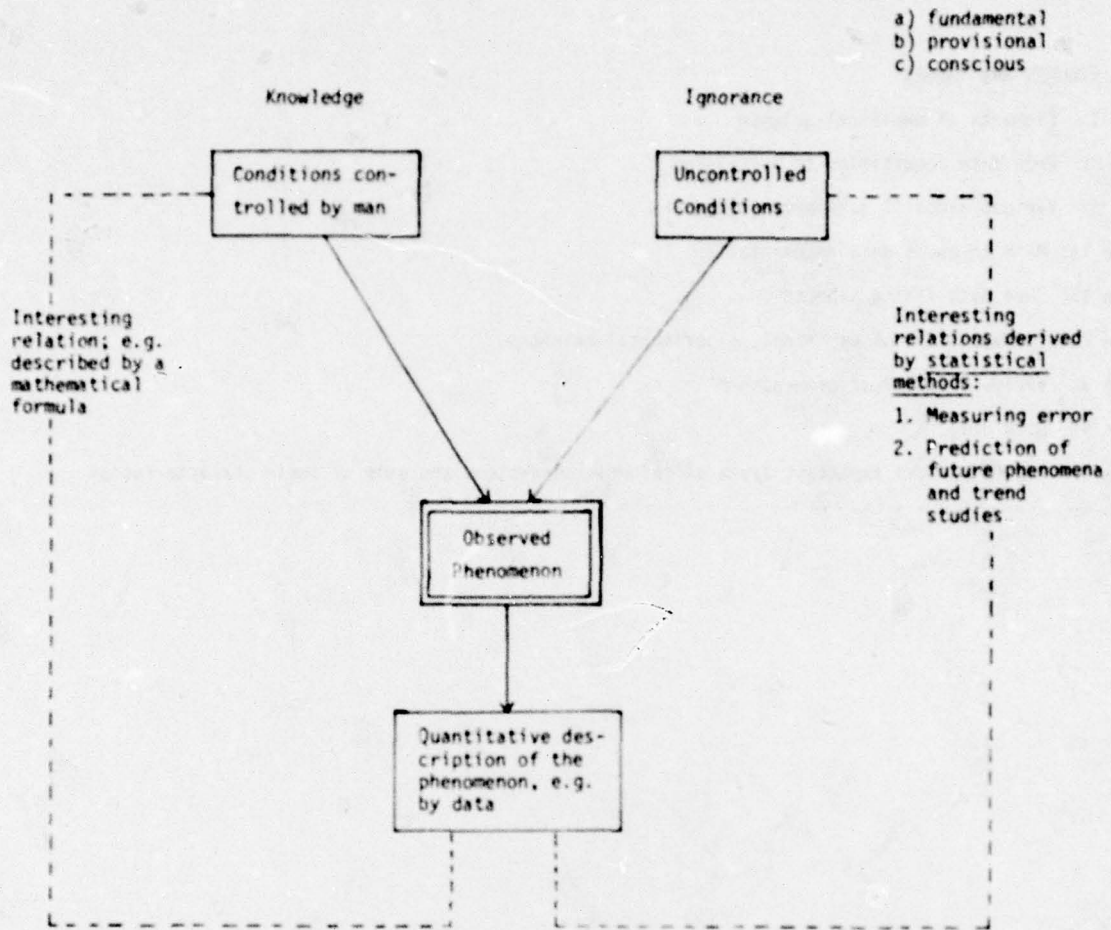 a) fundamental
b) provisional
c) conscious
Knowledge
Ignorance
Conditions con-
trolled by man
Uncontrolled
Conditions
Interesting
relation; e.g.
described by a
mathematical
formula
Interesting
relations derived
by statistical
methods:
1. Measuring error
2. Prediction of
future phenomena
and trend
studies
Observed
Phenomenon
Quantitative des-
cription of the
phenomenon, e.g.
by data